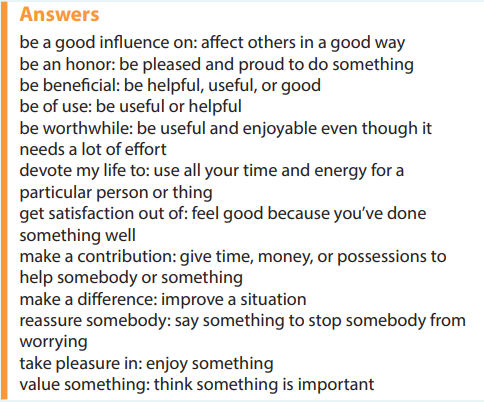 Answers
be a good influence on: affect others in a good way
be an honor: be pleased and proud to do something
be beneficial: be helpful, useful, or good
be of use: be useful or helpful
be worthwhile: be useful and enjoyable even though it
needs a lot of effort
devote my life to: use all your time and energy for a
particular person or thing
get satisfaction out of: feel good because you’ve done
something well
make a contribution: give time, money, or possessions to
help somebody or something
make a difference: improve a situation
reassure somebody: say something to stop somebody from
worrying
take pleasure in: enjoy something
value something: think something is important